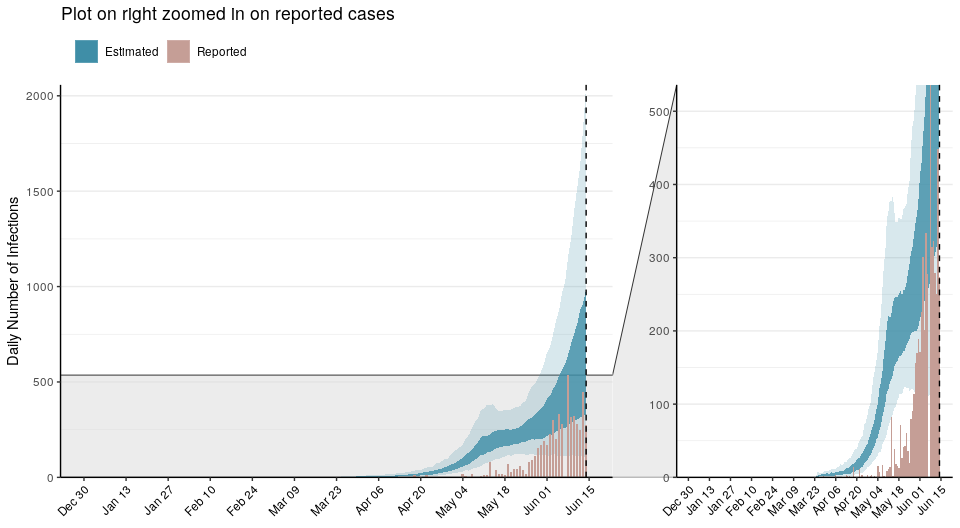 Plot on right zoomed in on reported cases
Estimated Reported
Daily Number of Infections
2000
1500
1000
500
0
Dec 30 Jan 13 Jan 27 Feb 10 Feb 24 Mar 09 Mar 23 Apr 06 Apr 20 May 04 May 18 Jun 01 Jun 15
500
400
300
200
100
0
Dec 30 Jan 13 Jan 27 Feb 10 Feb 24 Mar 09 Mar 23 Apr 06 Apr 20 May 04 May 18 Jun 01 Jun 15